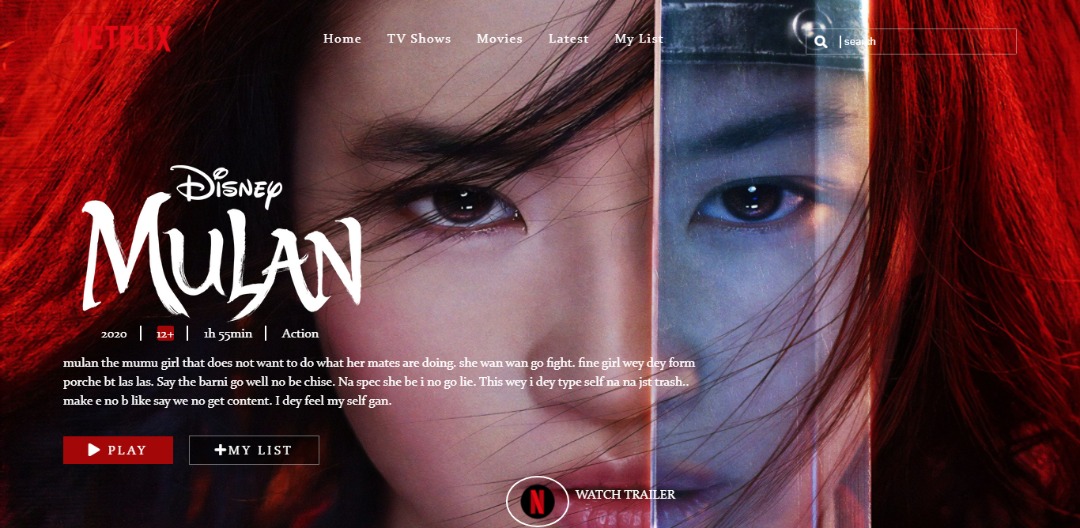 NETFLIX
Home TV Shows Movies Latest My List
search
Disney
MULAN
2020 | 12+ | 1h 55min | Action
mulan the mumu girl that does not want to do what her mates are doing. she wan wan go fight. fine girl wey dey form
porche bt las las. Say the barni go well no be chise. Na spec she be i no go lie. This wey i dey type self na na jst trash..
make e no b like say we no get content. I dey feel my self gan.
PLAY
+MY LIST
N WATCH TRAILER